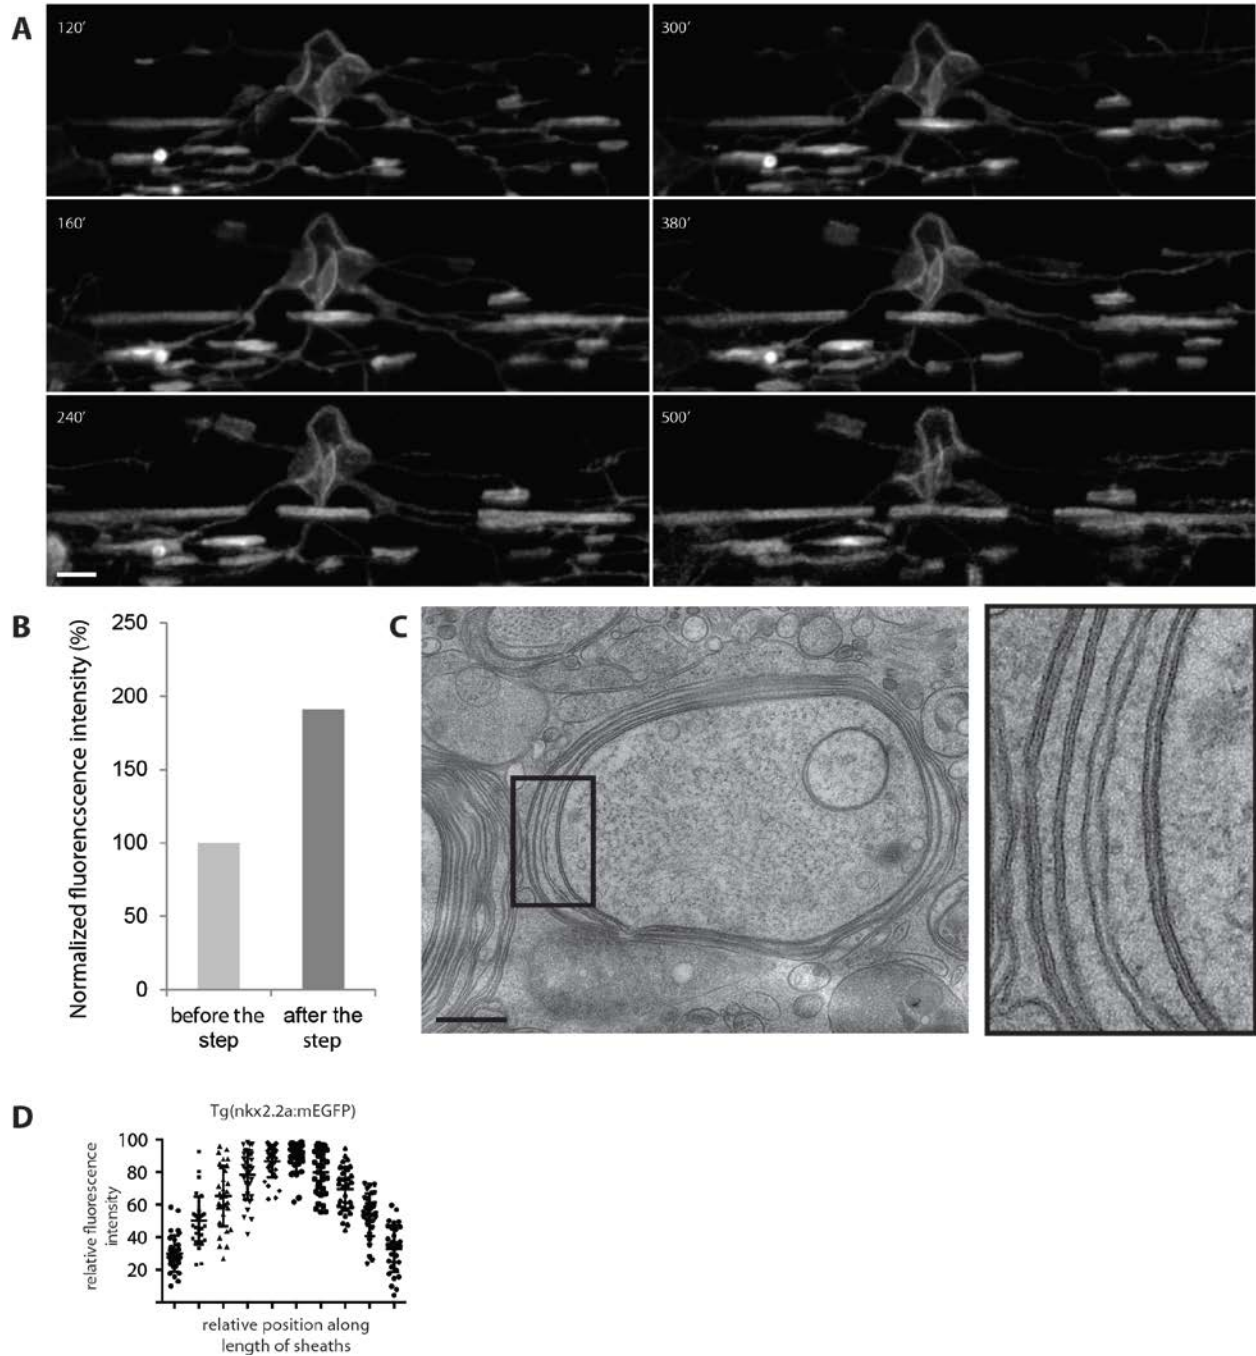 A
120′
300′
160′
380′
240′
500′
B
Normalized fluorencscence intensity (%)
250
200
150
100
50
0
before the
step
after the
step
C
D
Tg(nkx2.2a:mEGFP)
relative fluorescence
intensity
100
80
60
40
20
relative position along
length of sheaths